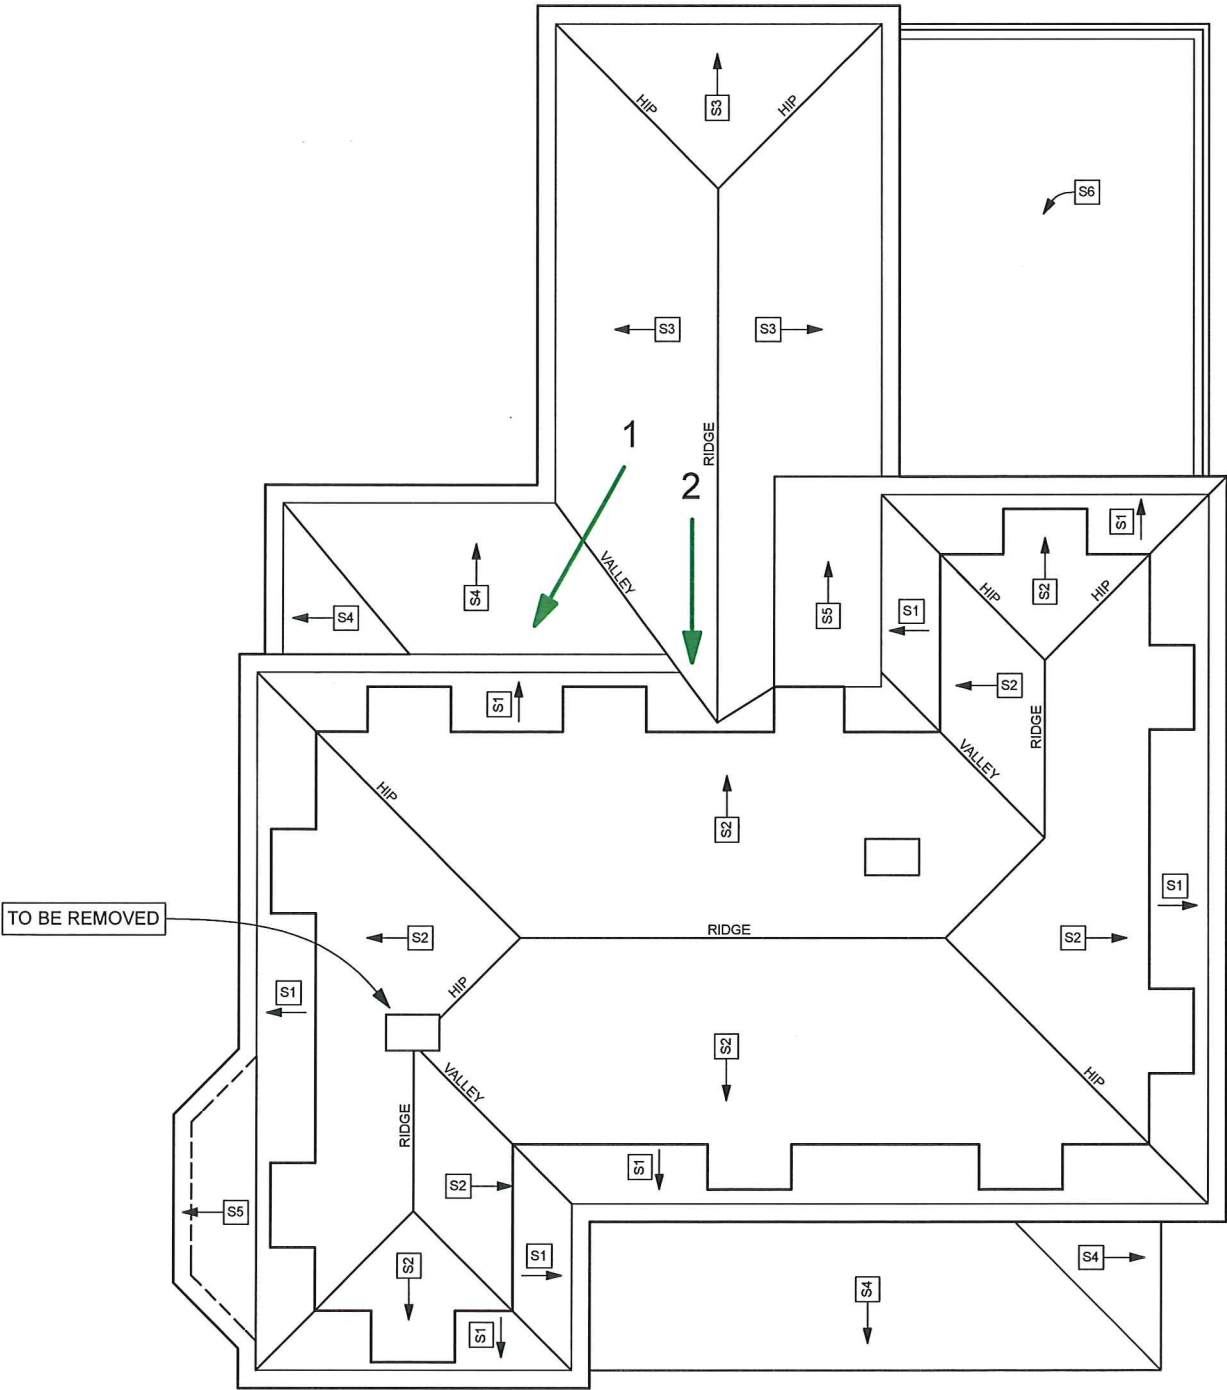 HIP
HIP
S3
S6
S3
S3
RIDGE
1
2
VALLEY
S4
S4
S5
S1
S1
S2
HIP
HIP
S2
S1
RIDGE
VALLEY
HIP
S2
S1
TO BE REMOVED
S2
RIDGE
S2
HIP
S1
S2
VALLEY
HIP
RIDGE
S1
S2
S5
S2
S1
S4
S4
S1